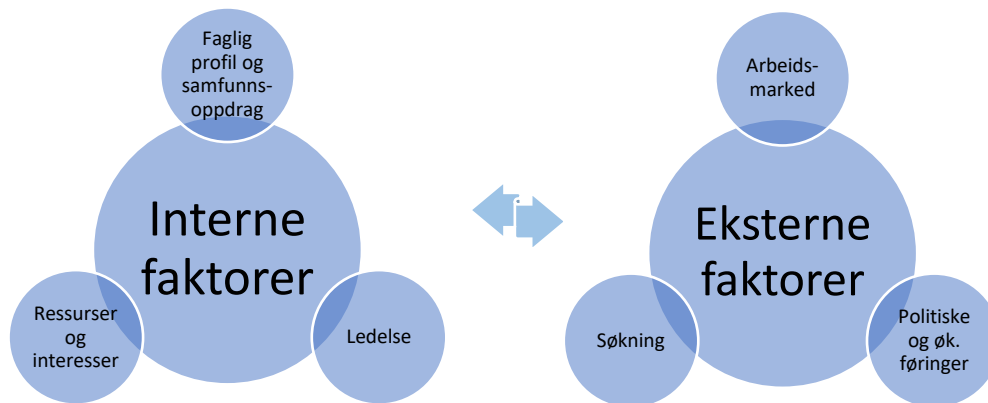 Faglig
profil og
samfunns-
oppdrag
Interne
faktorer
Ressurser
og
interesser
Ledelse
Arbeids-
marked
Eksterne
faktorer
Søkning
Politiske
og øk.
føringer